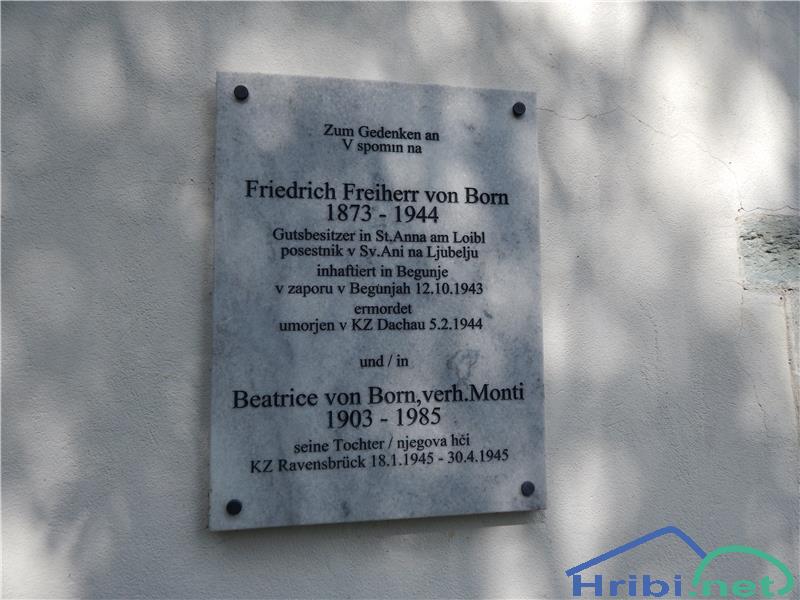 Zum Gedenken an
V spomin na
Friedrich Freiherr von Born
1873 - 1944
Gutsbesitzer in St.Anna am Loibl
posestnik v Sv.Ani na Ljubelju
inhaftiert in Begunje
v zaporu v Begunjah 12.10.1943
ermordet
umorjen v KZ Dachau 5.2.1944
und / in
Beatrice von Born,verh.Monti
1903 - 1985
seine Tochter / njegova hči
KZ Ravensbrück 18.1.1945 - 30.4.1945
Hribi.net